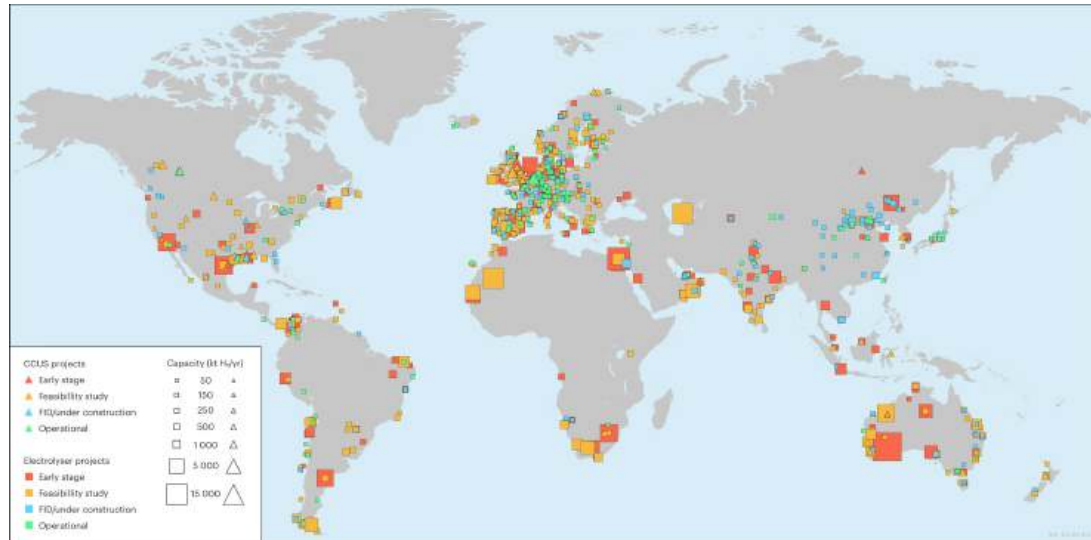 CCUS projects
Early stage
Feasibillity study
FID/under construction
Operational
Electrolyser projects
Early stage
Feasibility study
FID/under construction
Operational
Capacity (kt H₂/yr)
50
150
250
500
1 000
5 000
15 000